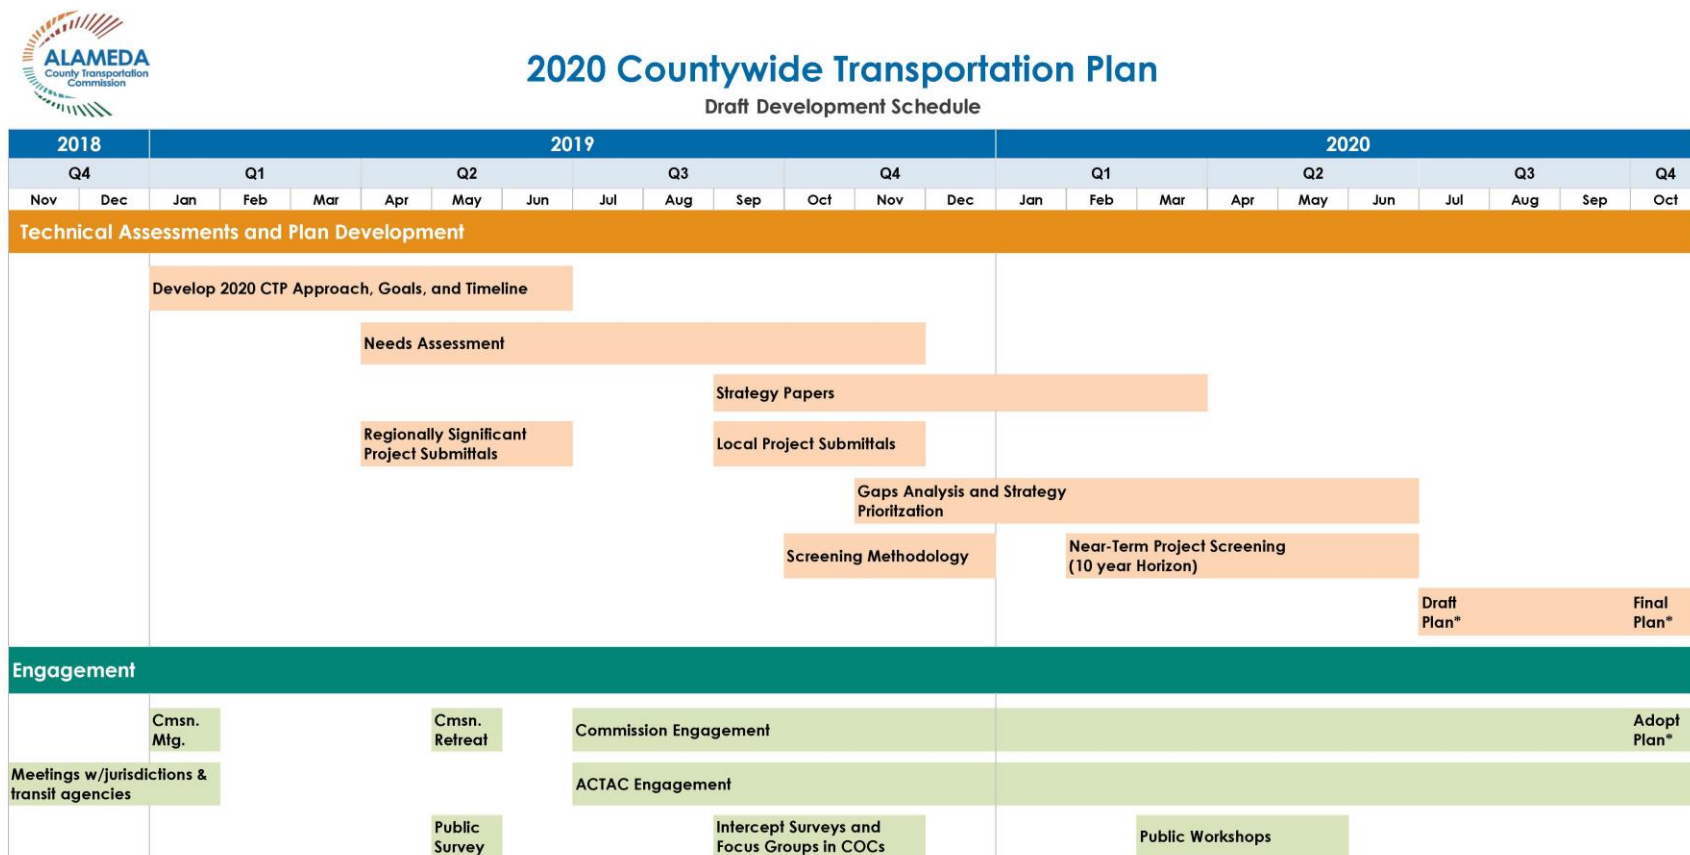 ALAMEDA
County Transportation
Commission
2020 Countywide Transportation Plan
Draft Development Schedule
2018 2019 2020
Q4 Q1 Q2 Q3 Q4 Q1 Q2 Q3 Q4
Nov Dec Jan Feb Mar Apr May Jun Jul Aug Sep Oct Nov Dec Jan Feb Mar Apr May Jun Jul Aug Sep Oct
Technical Assessments and Plan Development
Develop 2020 CTP Approach, Goals, and Timeline
Needs Assessment
Strategy Papers
Regionally Significant
Project Submittals
Local Project Submittals
Gaps Analysis and Strategy
Prioritzation
Screening Methodology
Near-Term Project Screening
(10 year Horizon)
Draft
Plan*
Final
Plan*
Engagement
Cmsn.
Mtg.
Cmsn.
Retreat
Commission Engagement
Adopt
Plan*
Meetings w/jurisdictions &
transit agencies
ACTAC Engagement
Public
Survey
Intercept Surveys and
Focus Groups in COCs
Public Workshops